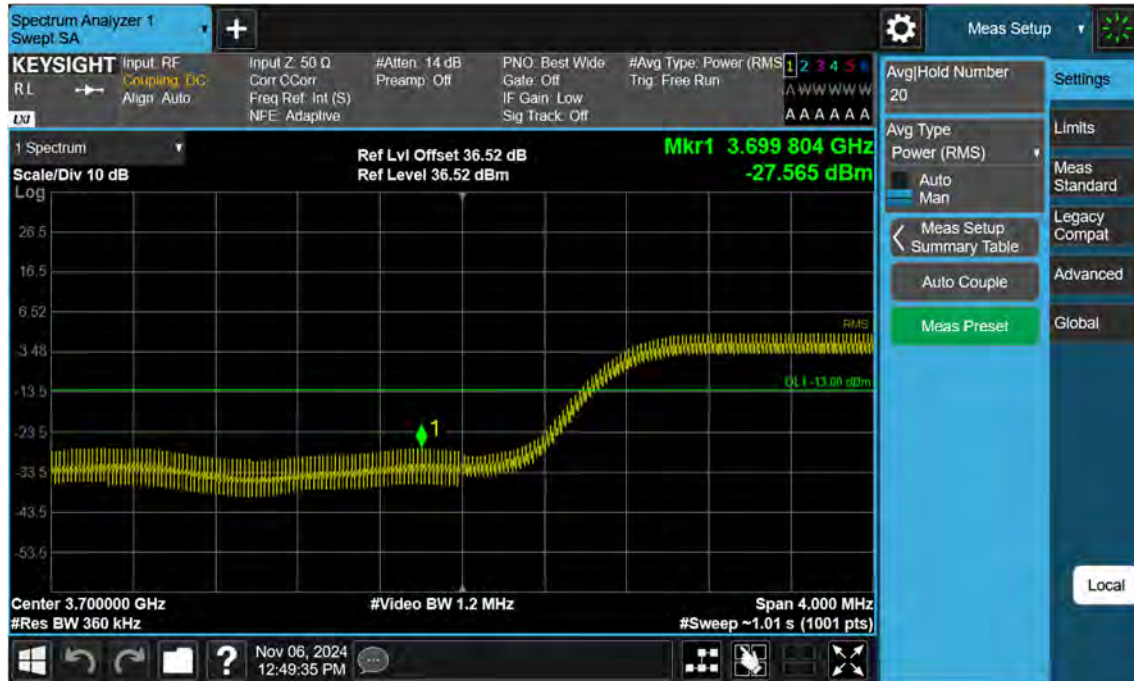 Spectrum Analyzer 1
Swept SA
+
Meas Setup
KEYSIGHT
RL
LXI
Input: RF
Coupling: DC
Align: Auto
Input Z: 50 Ω
Corr CCorr
Freq Ref: Int (S)
NFE: Adaptive
#Atten: 14 dB
Preamp: Off
PNO: Best Wide
Gate: Off
IF Gain: Low
Sig Track: Off
#Avg Type: Power (RMS
Trig: Free Run
1 2 3 4 5 6
A W W W W W
A A A A A A
1 Spectrum
Scale/Div 10 dB
Log
Ref Lvl Offset 36.52 dB
Ref Level 36.52 dBm
Mkr1 3.699 804 GHz
-27.565 dBm
26.5
16.5
6.52
-3.48
-13.5
-23.5
-33.5
-43.5
-53.5
RMS
DL1 -13.00 dBm
1
Center 3.700000 GHz
#Res BW 360 kHz
#Video BW 1.2 MHz
Span 4.000 MHz
#Sweep ~1.01 s (1001 pts)
Avg|Hold Number
20
Avg Type
Power (RMS)
Auto
Man
Meas Setup
Summary Table
Auto Couple
Meas Preset
Settings
Limits
Meas
Standard
Legacy
Compat
Advanced
Global
Local
?
Nov 06, 2024
12:49:35 PM